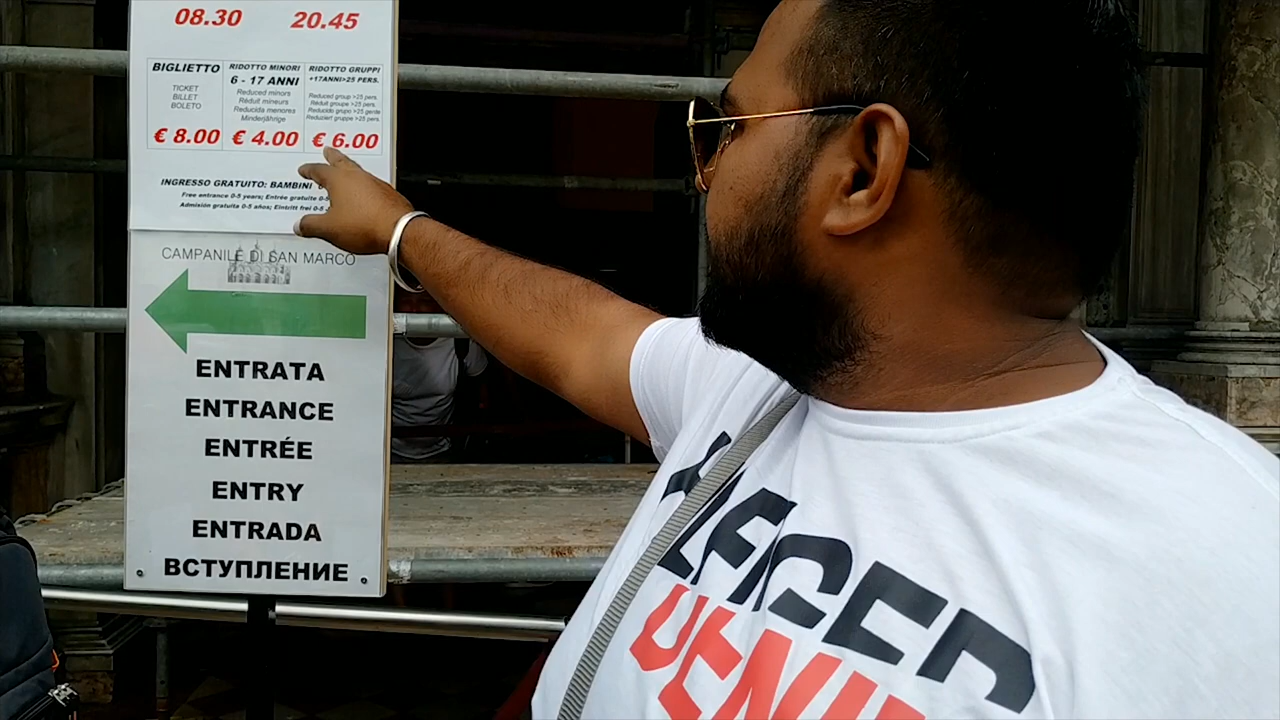 08.30 20.45
BIGLIETTO
TICKET
BILLET
BOLETO
€ 8.00
RIDOTTO MINORI
6 - 17 ANNI
Reduced minors
Réduit mineurs
Reducida menores
Minderjährige
€ 4.00
RIDOTTO GRUPPI
+17ANNI>25 PERS.
Reduced group >25 pers.
Réduit groupe >25 pers.
Reducido grupo >25 gente
Reduziert gruppe >25 pers.
€ 6.00
INGRESSO GRATUITO: BAMBINI
Free entrance 0-5 years; Entrée gratuite 0-5
Admisión gratuita 0-5 años; Eintritt frei 0-5
CAMPANILE DI SAN MARCO
ENTRATA
ENTRANCE
ENTRÉE
ENTRY
ENTRADA
ВСТУПЛЕНИЕ